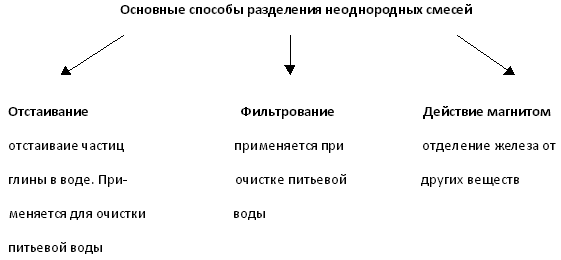 Основные способы разделения неоднородных смесей
Отстаивание
отстаиваие частиц
глины в воде. При-
меняется для очистки
питьевой воды
Фильтрование
применяется при
очистке питьевой
воды
Действие магнитом
отделение железа от
других веществ